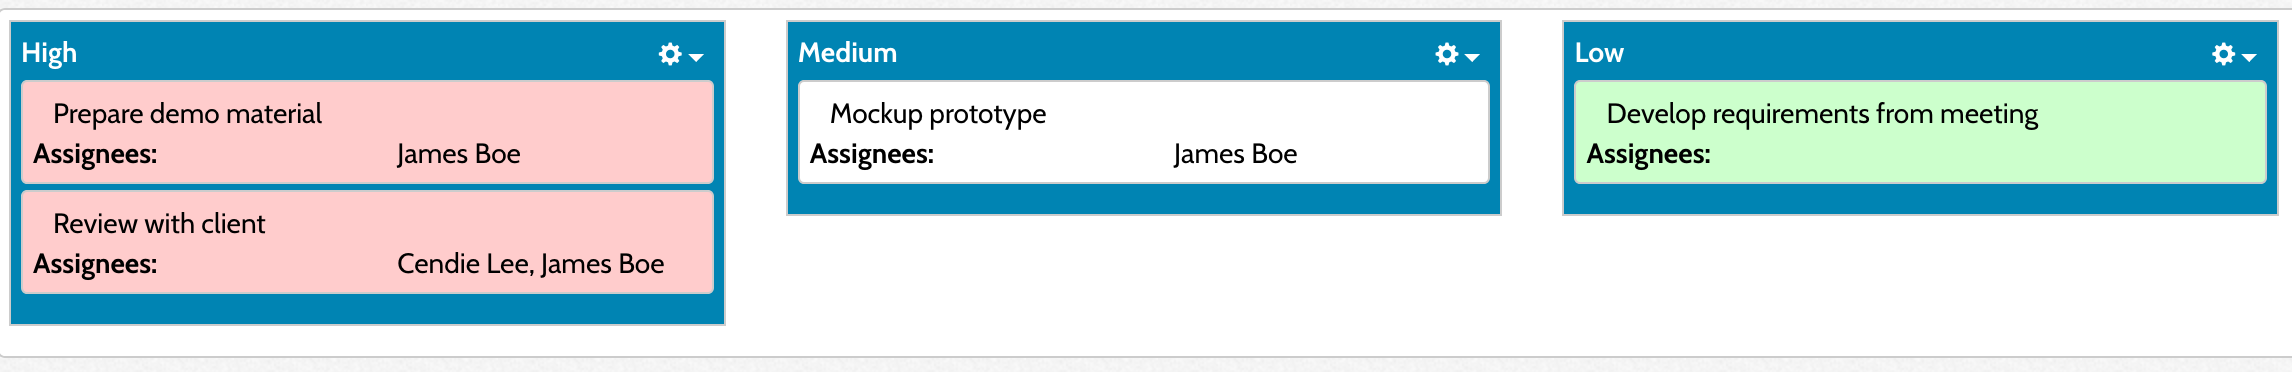 High
Prepare demo material
Assignees: James Boe
Review with client
Assignees: Cendie Lee, James Boe
Medium
Mockup prototype
Assignees: James Boe
Low
Develop requirements from meeting
Assignees: